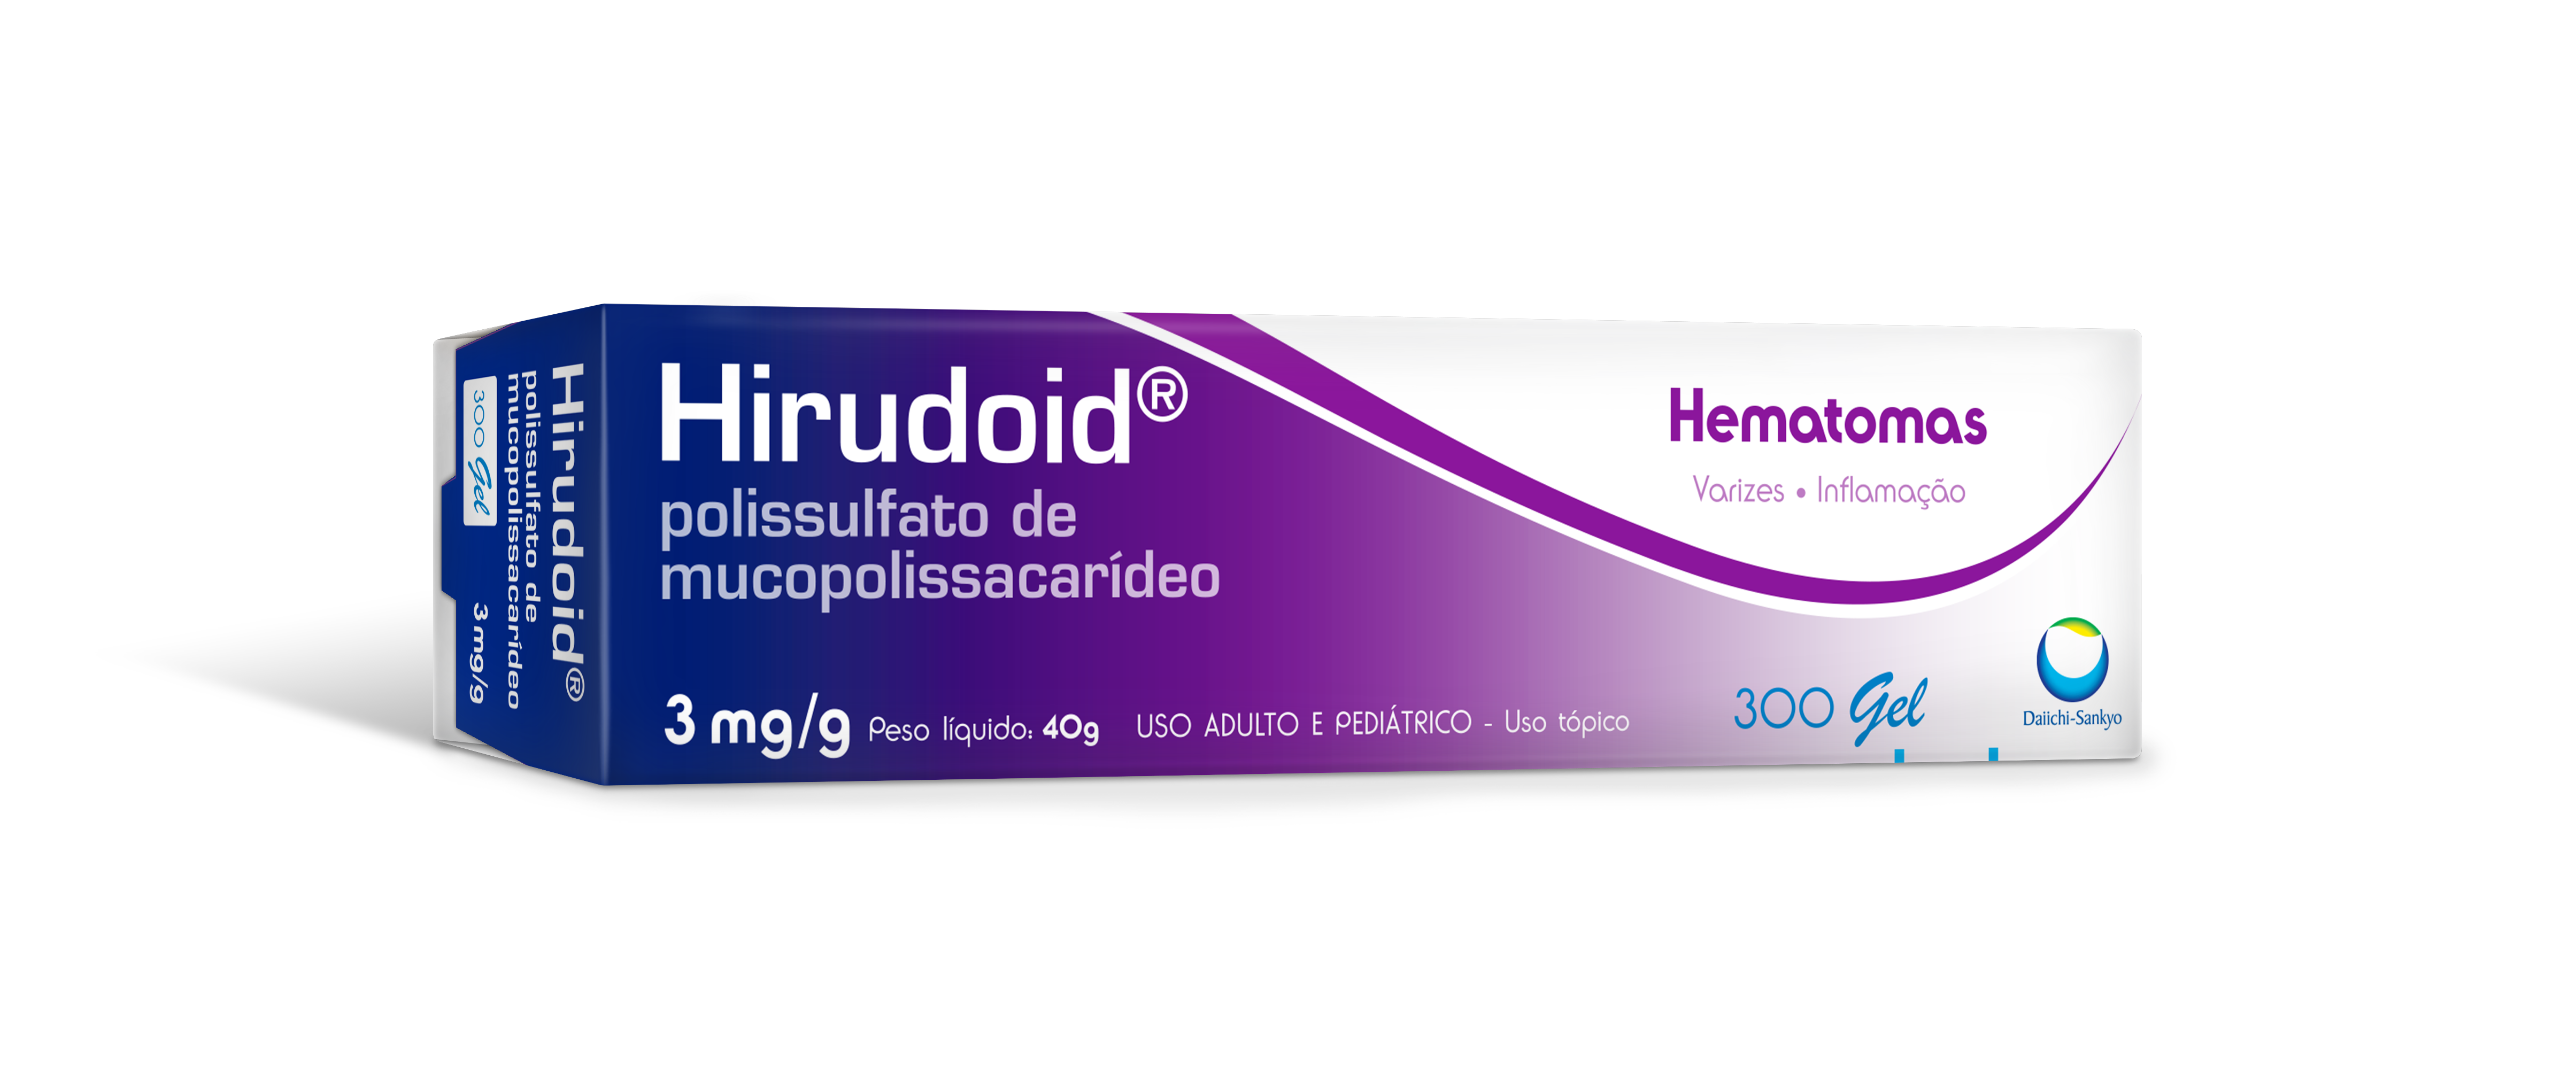 Hirudoid®
polissulfato de
mucopolissacarídeo
300 Gel
3 mg/g
Hirudoid®
polissulfato de
mucopolissacarídeo
3 mg/g Peso líquido: 40g USO ADULTO E PEDIÁTRICO - Uso tópico
Hematomas
Varizes • Inflamação
300 Gel
Daiichi-Sankyo